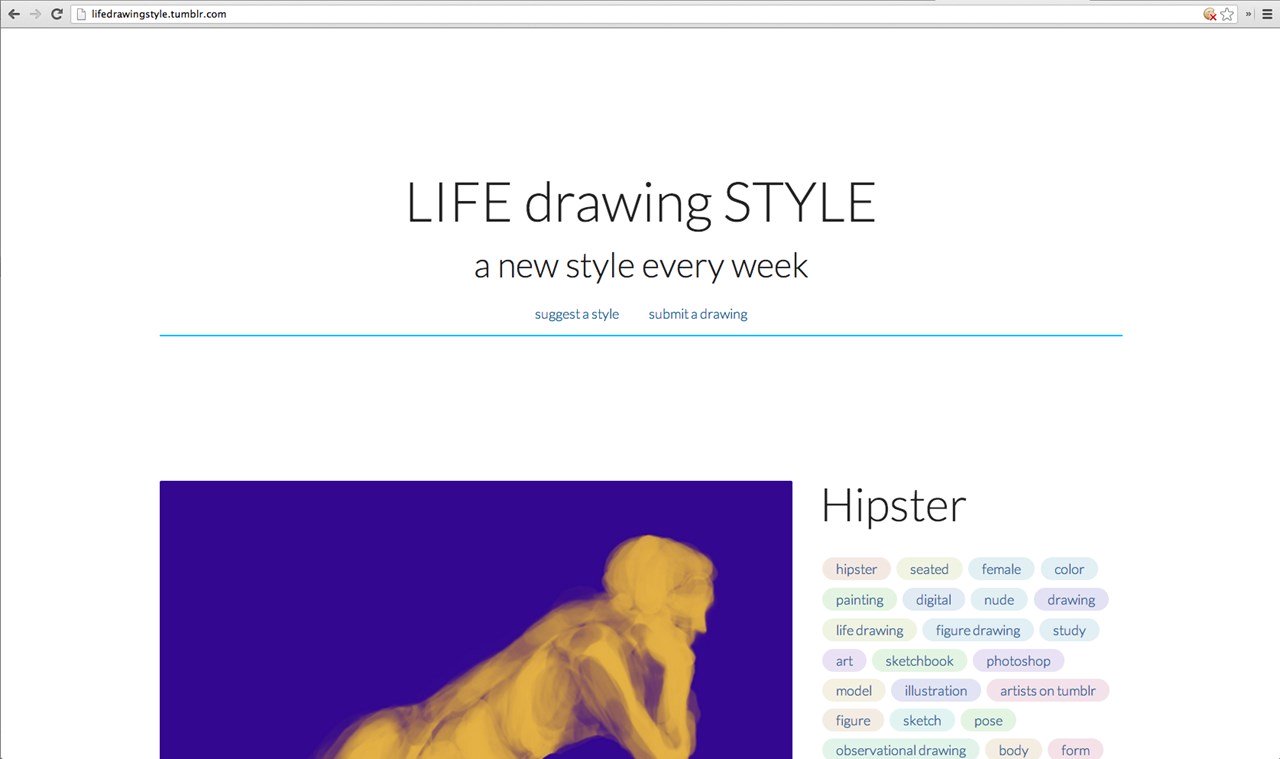 lifedrawingstyle.tumblr.com
LIFE drawing STYLE
a new style every week
suggest a style submit a drawing
Hipster
hipster seated female color
painting digital nude drawing
life drawing figure drawing study
art sketchbook photoshop
model illustration artists on tumblr
figure sketch pose
observational drawing body form